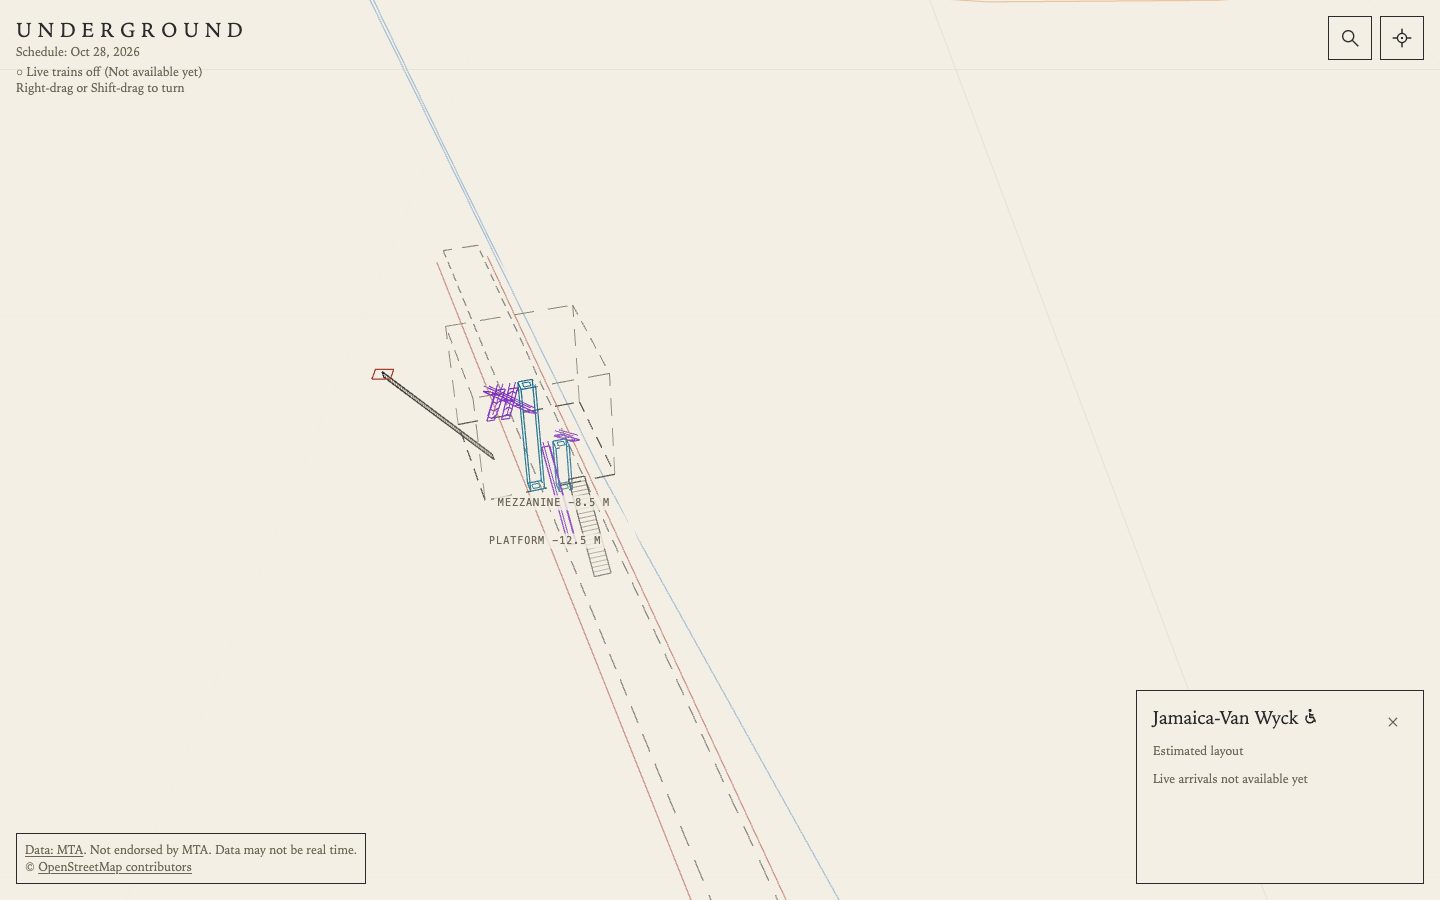 UNDERGROUND
Schedule: Oct 28, 2026
○ Live trains off (Not available yet)
Right-drag or Shift-drag to turn
MEZZANINE -8.5 M
PLATFORM -12.5 M
Jamaica-Van Wyck
Estimated layout
Live arrivals not available yet
Data: MTA. Not endorsed by MTA. Data may not be real time.
© OpenStreetMap contributors